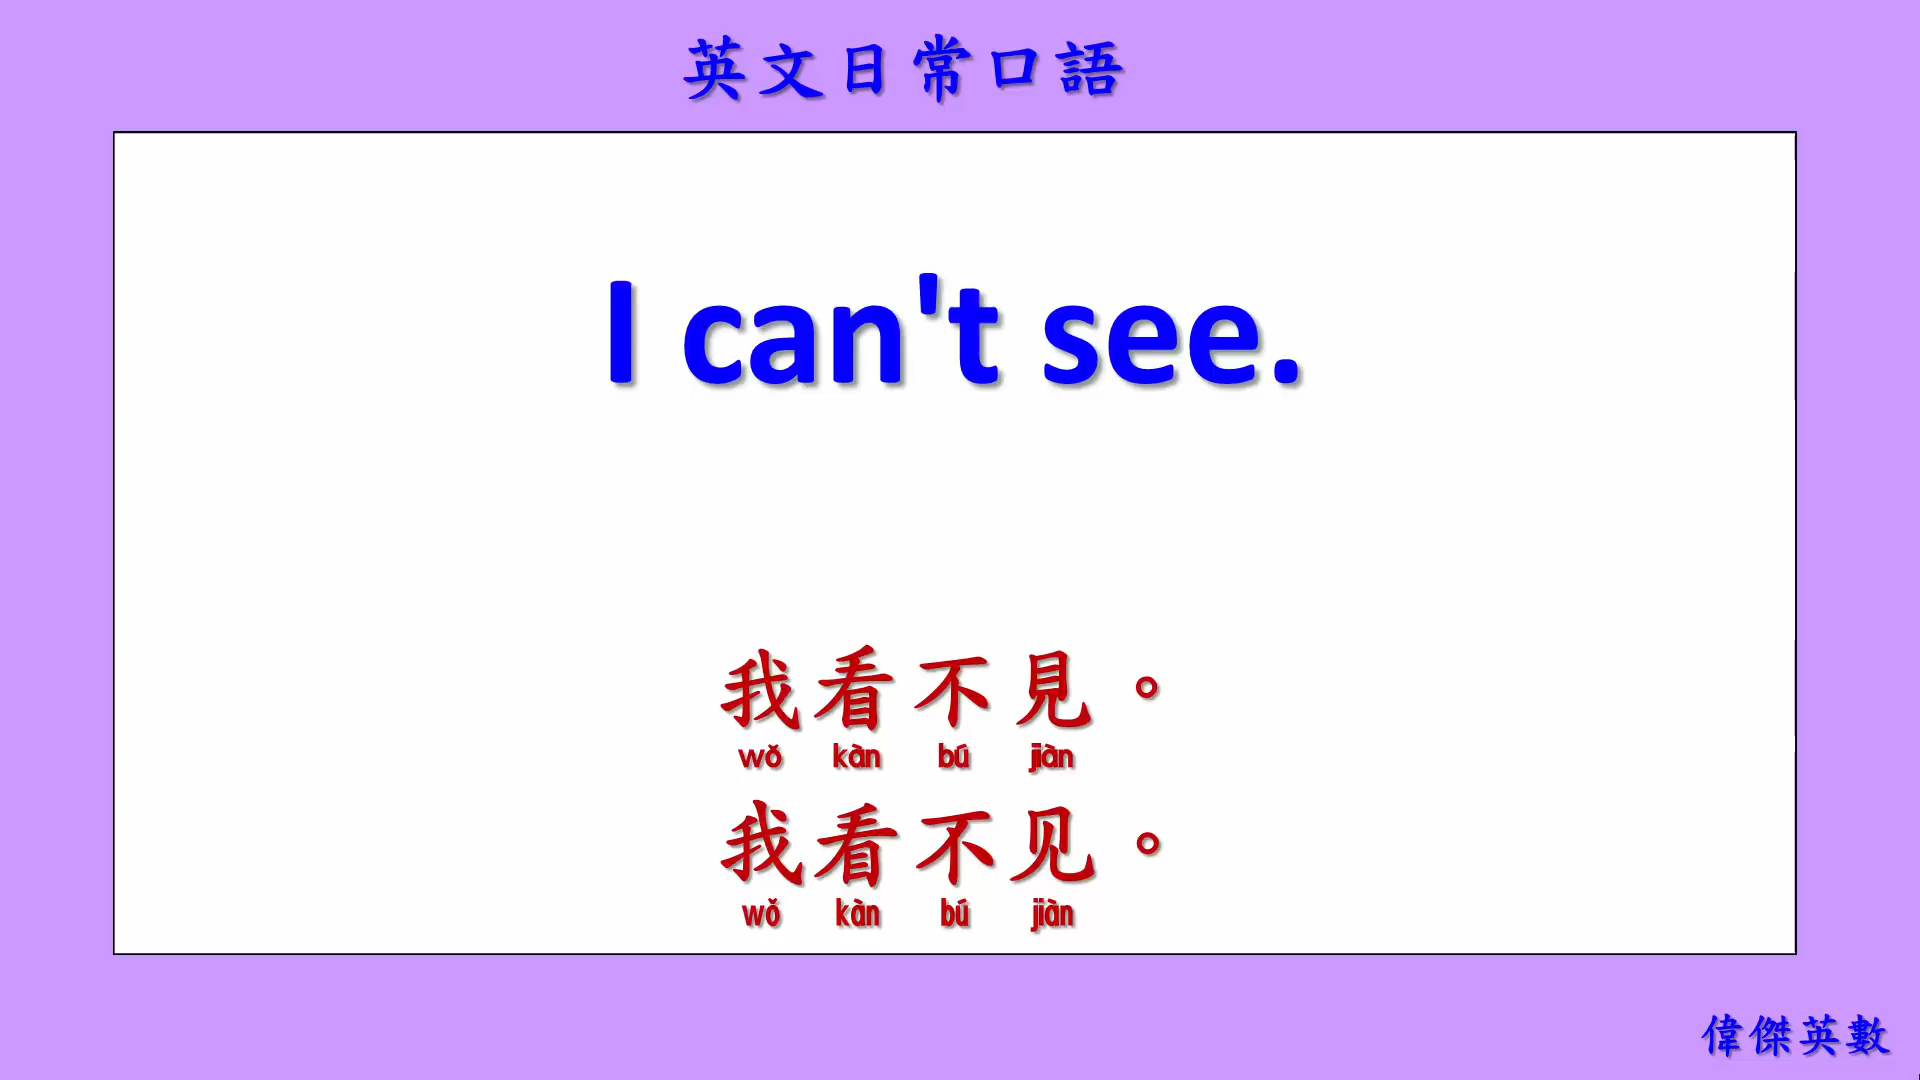 英文日常口語
I can't see.
我看不見。
wǒ kàn bú jiàn
我看不见。
wǒ kàn bú jiàn
偉傑英數